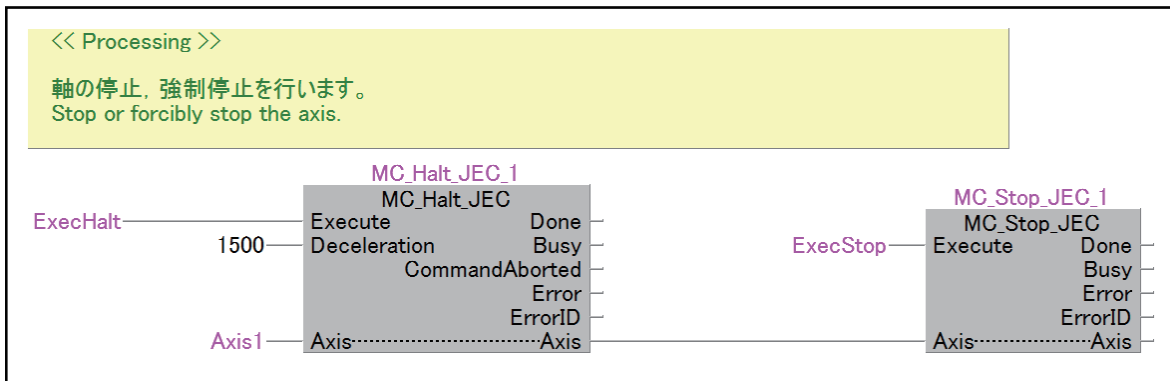 << Processing >>
軸の停止, 強制停止を行います。
Stop or forcibly stop the axis.
MC_Halt_JEC_1
MC_Halt_JEC
ExecHalt Execute Done
1500 Deceleration Busy
CommandAborted
Error
ErrorID
Axis1 Axis Axis
MC_Stop_JEC_1
MC_Stop_JEC
ExecStop Execute Done
Busy
Error
ErrorID
Axis Axis